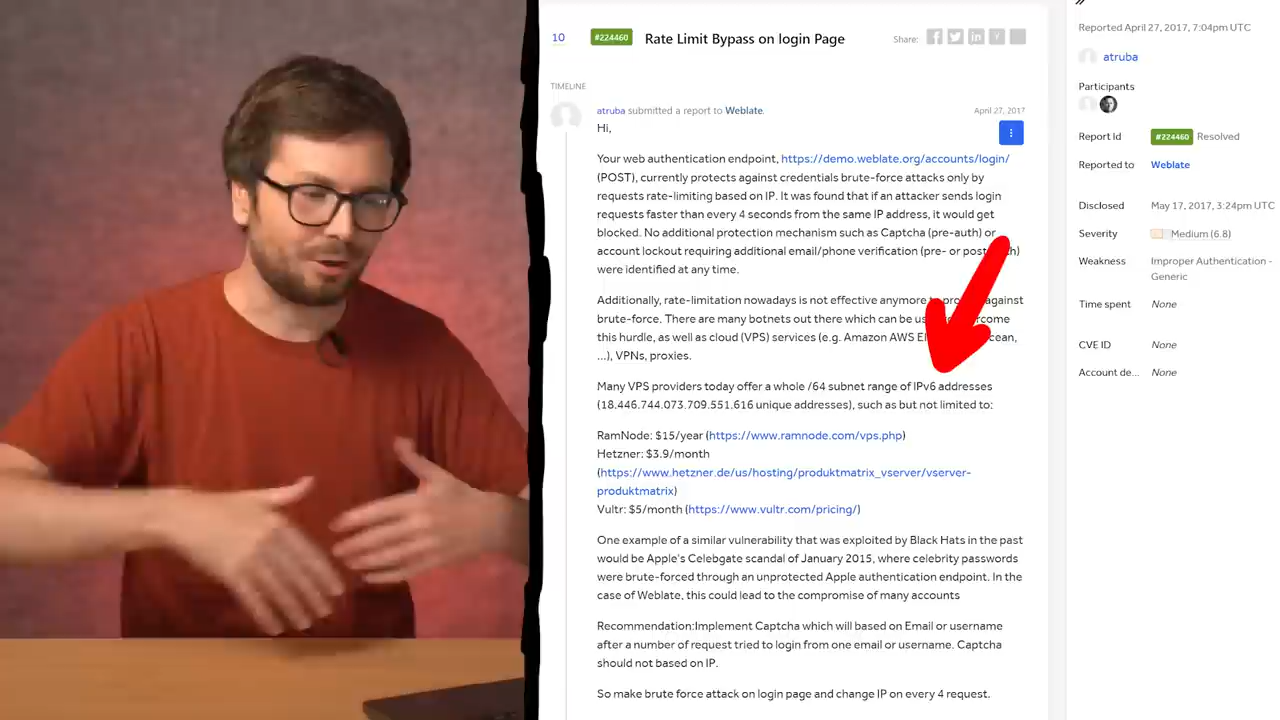 10
#224460
Rate Limit Bypass on login Page
Share:
TIMELINE
atruba submitted a report to Weblate.
April 27, 2017
Hi,
Your web authentication endpoint, https://demo.weblate.org/accounts/login/
(POST), currently protects against credentials brute-force attacks only by
requests rate-limiting based on IP. It was found that if an attacker sends login
requests faster than every 4 seconds from the same IP address, it would get
blocked. No additional protection mechanism such as Captcha (pre-auth) or
account lockout requiring additional email/phone verification (pre- or
were identified at any time.
Additionally, rate-limitation nowadays is not effective anymore against
brute-force. There are many botnets out there which can be
this hurdle, as well as cloud (VPS) services (e.g. Amazon AWS
...), VPNs, proxies.
Many VPS providers today offer a whole /64 subnet range of IPv6 addresses
(18.446.744.073.709.551.616 unique addresses), such as but not limited to:
RamNode: $15/year (https://www.ramnode.com/vps.php)
Hetzner: $3.9/month
(https://www.hetzner.de/us/hosting/produktmatrix_vserver/vserver-
produktmatrix)
Vultr: $5/month (https://www.vultr.com/pricing/)
One example of a similar vulnerability that was exploited by Black Hats in the past
would be Apple's Celebgate scandal of January 2015, where celebrity passwords
were brute-forced through an unprotected Apple authentication endpoint. In the
case of Weblate, this could lead to the compromise of many accounts
Recommendation:Implement Captcha which will based on Email or username
after a number of request tried to login from one email or username. Captcha
should not based on IP.
So make brute force attack on login page and change IP on every 4 request.
Reported April 27, 2017, 7:04pm UTC
atruba
Participants
Report Id #224460 Resolved
Reported to Weblate
Disclosed May 17, 2017, 3:24pm UTC
Severity Medium (6.8)
Weakness Improper Authentication -
Generic
Time spent None
CVE ID None
Account de... None